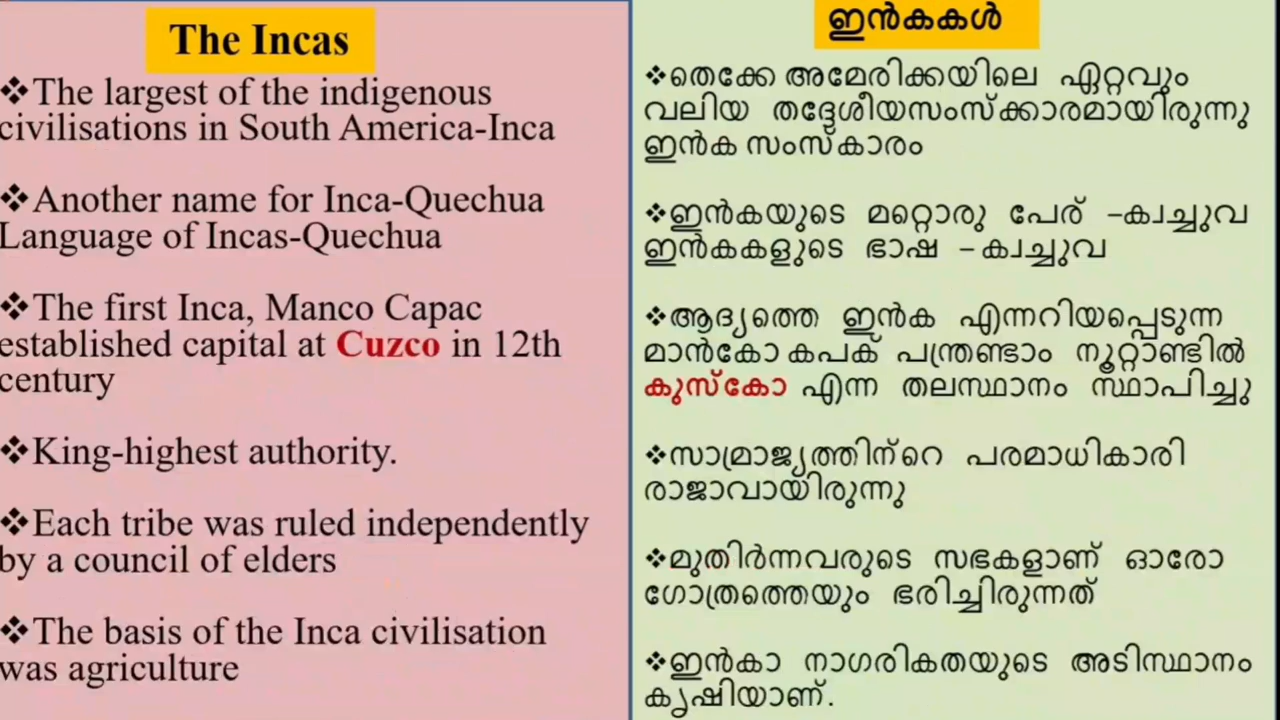 The Incas
❖The largest of the indigenous
civilisations in South America-Inca
❖Another name for Inca-Quechua
Language of Incas-Quechua
❖The first Inca, Manco Capac
established capital at Cuzco in 12th
century
❖King-highest authority.
❖Each tribe was ruled independently
by a council of elders
❖The basis of the Inca civilisation
was agriculture
ഇൻകകൾ
❖തെക്കേ അമേരിക്കയിലെ ഏറ്റവും
വലിയ തദ്ദേശീയസംസ്ക്കാരമായിരുന്നു
ഇൻക സംസ്കാരം
❖ഇൻകയുടെ മറ്റൊരു പേര് –ക്വച്ചുവ
ഇൻകകളുടെ ഭാഷ – ക്വച്ചുവ
❖ആദ്യത്തെ ഇൻക എന്നറിയപ്പെടുന്ന
മാൻകോ കപക് പന്ത്രണ്ടാം നൂറ്റാണ്ടിൽ
കുസ്കോ എന്ന തലസ്ഥാനം സ്ഥാപിച്ചു
❖സാമ്രാജ്യത്തിന്റെ പരമാധികാരി
രാജാവായിരുന്നു
❖മുതിർന്നവരുടെ സഭകളാണ് ഓരോ
ഗോത്രത്തെയും ഭരിച്ചിരുന്നത്
❖ഇൻകാ നാഗരികതയുടെ അടിസ്ഥാനം
കൃഷിയാണ്.